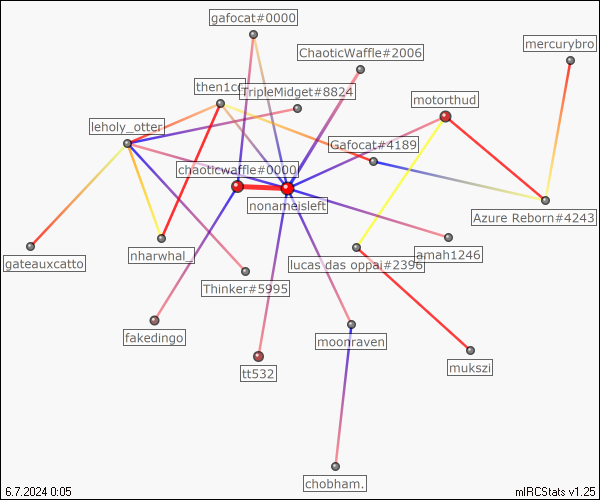 gafocat#0000
mercurybro
ChaoticWaffle#2006
TripleMidget#8824
motorthud
leholy_otter
Gafocat#4189
chaoticwaffle#0000
nonameisleft
Azure Reborn#4243
nharwhal_
amah1246
gateauxcatto
lucas das oppai#2396
Thinker#5995
fakedingo
moonraven
tt532
mukszi
chobham.
6.7.2024 0:05
mIRCStats v1.25